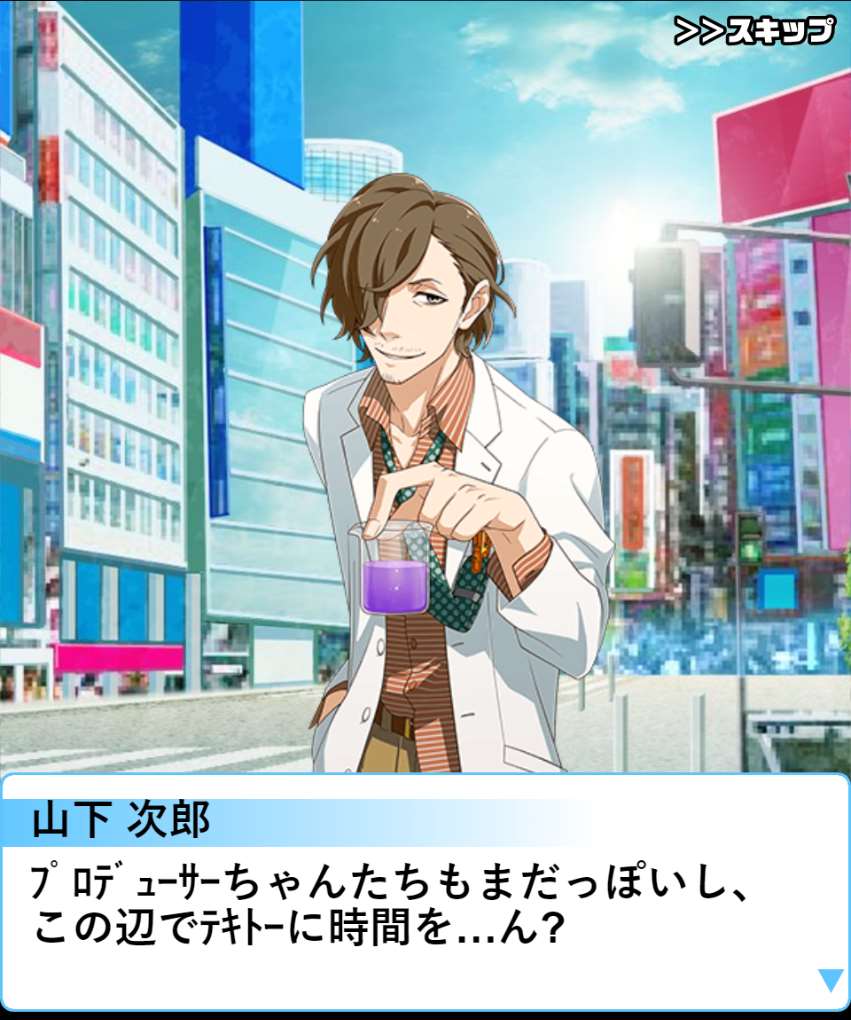 >>スキップ
山下 次郎
ﾌﾟﾛﾃﾞｭｰｻｰちゃんたちもまだっぽいし、
この辺でﾃｷﾄｰに時間を…ん?